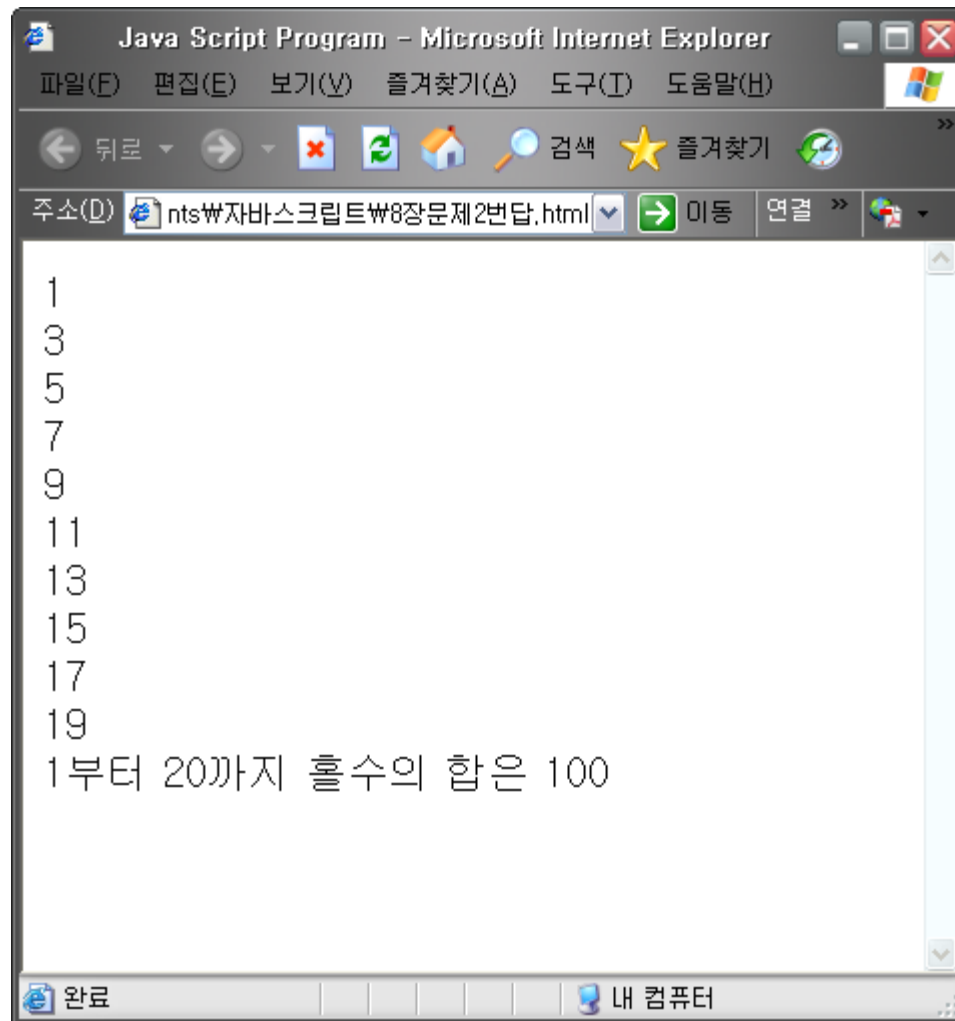 Java Script Program - Microsoft Internet Explorer
파일(F) 편집(E) 보기(V) 즐겨찾기(A) 도구(T) 도움말(H)
뒤로 검색 즐겨찾기 »
주소(D) nts₩자바스크립트₩8장문제2번답.html 이동 연결 »
1
3
5
7
9
11
13
15
17
19
1부터 20까지 홀수의 합은 100
완료 내 컴퓨터